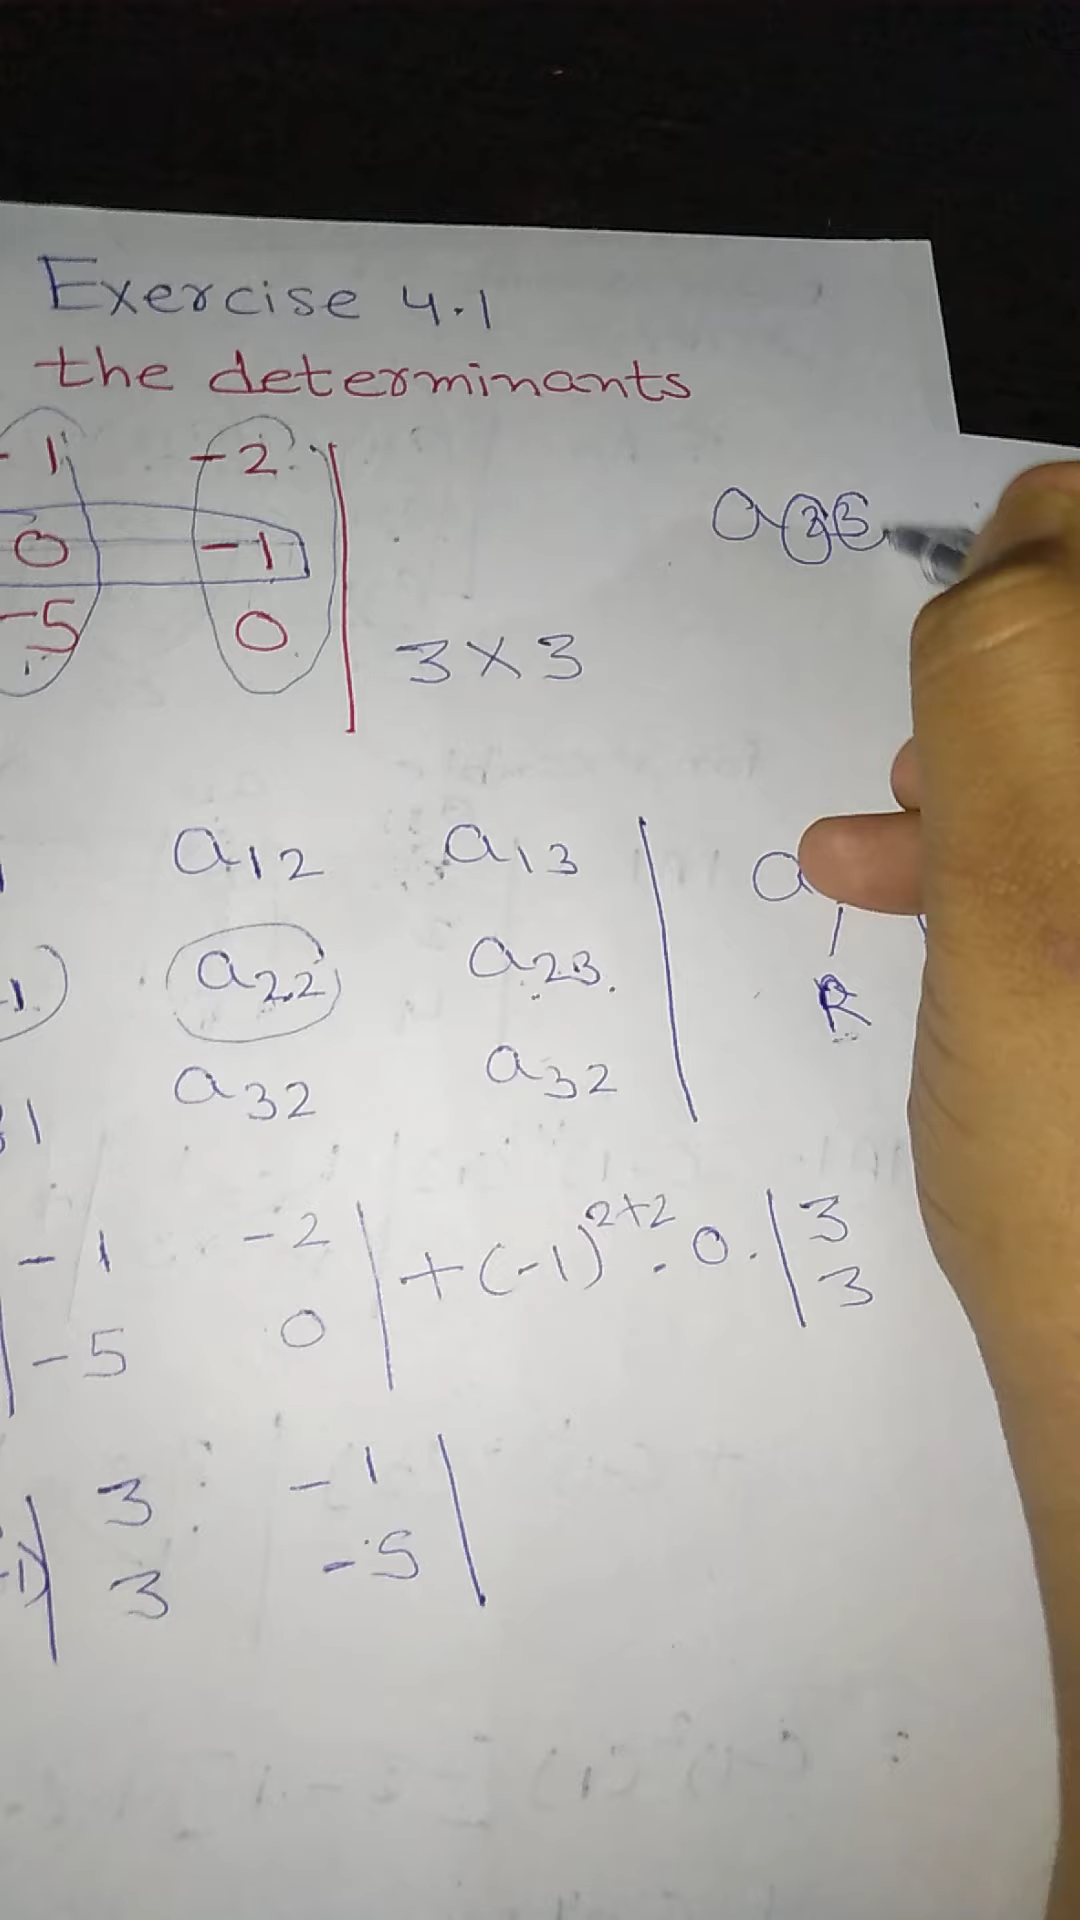 Exercise 4.1
the determinants
-1 -2
0 -1
-5 0
3×3
a12 a13
a22 a23
R
a32 a32
-1 -2 | + (-1)^2+2 . 0 . | 3
-5 0 3
3 -1
3 -5